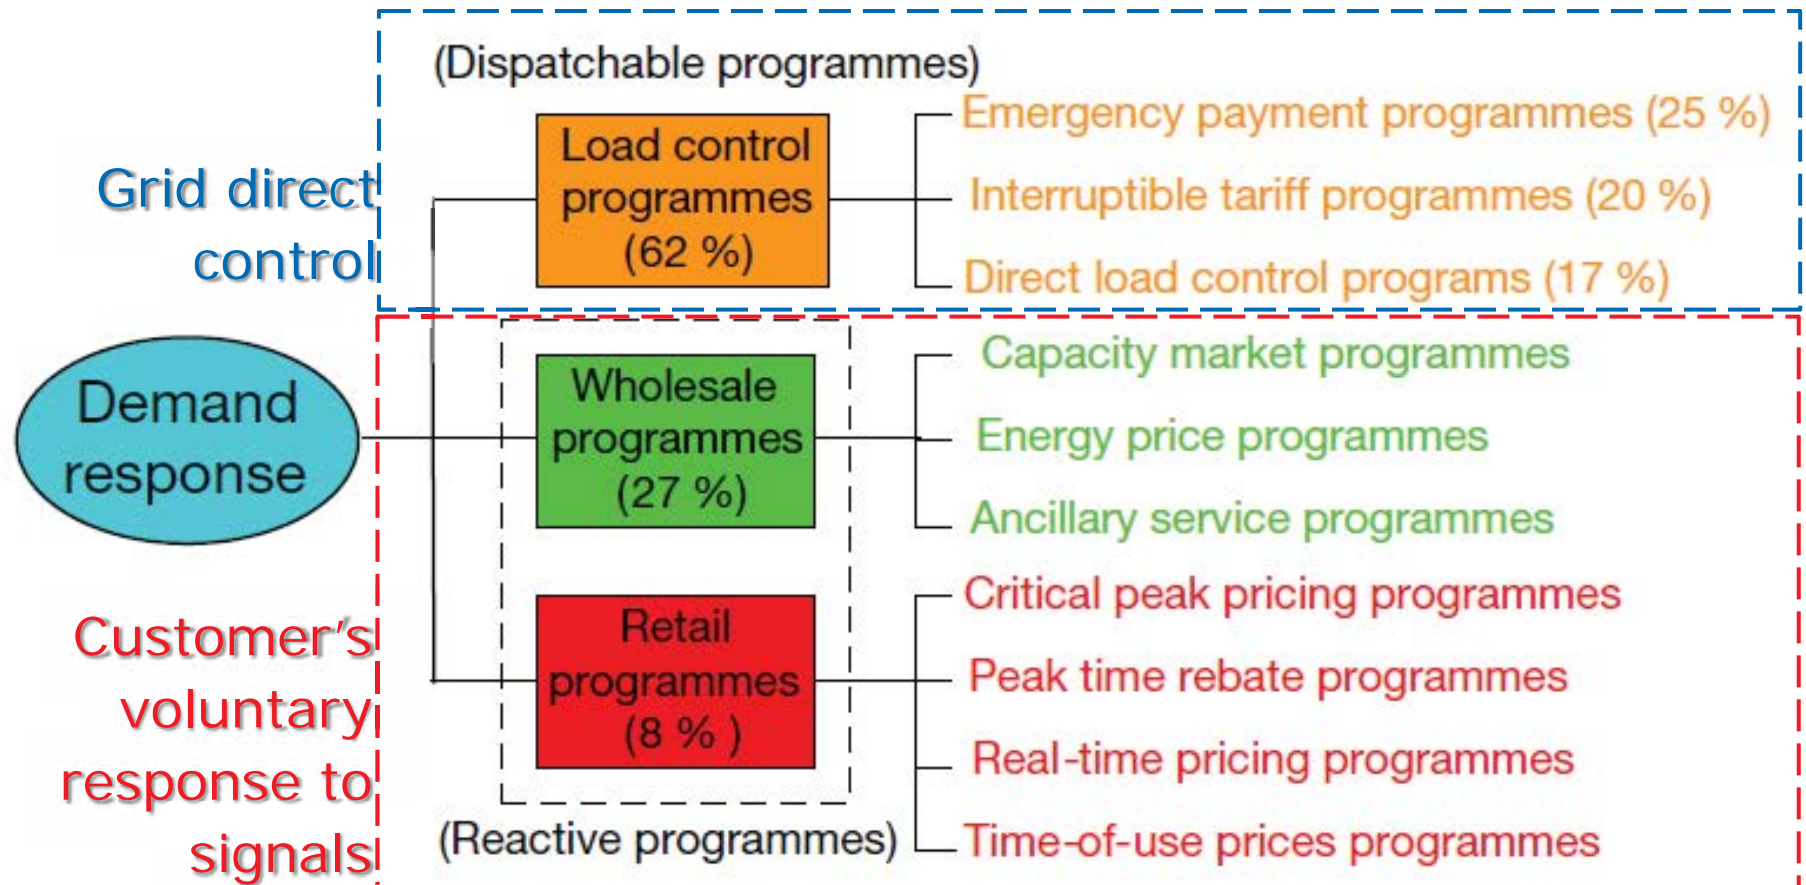 (Dispatchable programmes)
Grid direct
control
Load control
programmes
(62 %)
Emergency payment programmes (25 %)
Interruptible tariff programmes (20 %)
Direct load control programs (17 %)
Demand
response
Wholesale
programmes
(27 %)
Capacity market programmes
Energy price programmes
Ancillary service programmes
Customer's
voluntary
response to
signals
Retail
programmes
(8 % )
Critical peak pricing programmes
Peak time rebate programmes
Real-time pricing programmes
Time-of-use prices programmes
(Reactive programmes)